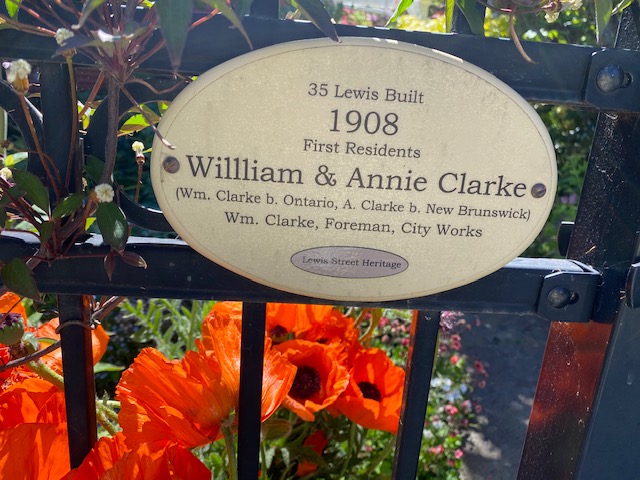 35 Lewis Built
1908
First Residents
Willliam & Annie Clarke
(Wm. Clarke b. Ontario, A. Clarke b. New Brunswick)
Wm. Clarke, Foreman, City Works
Lewis Street Heritage